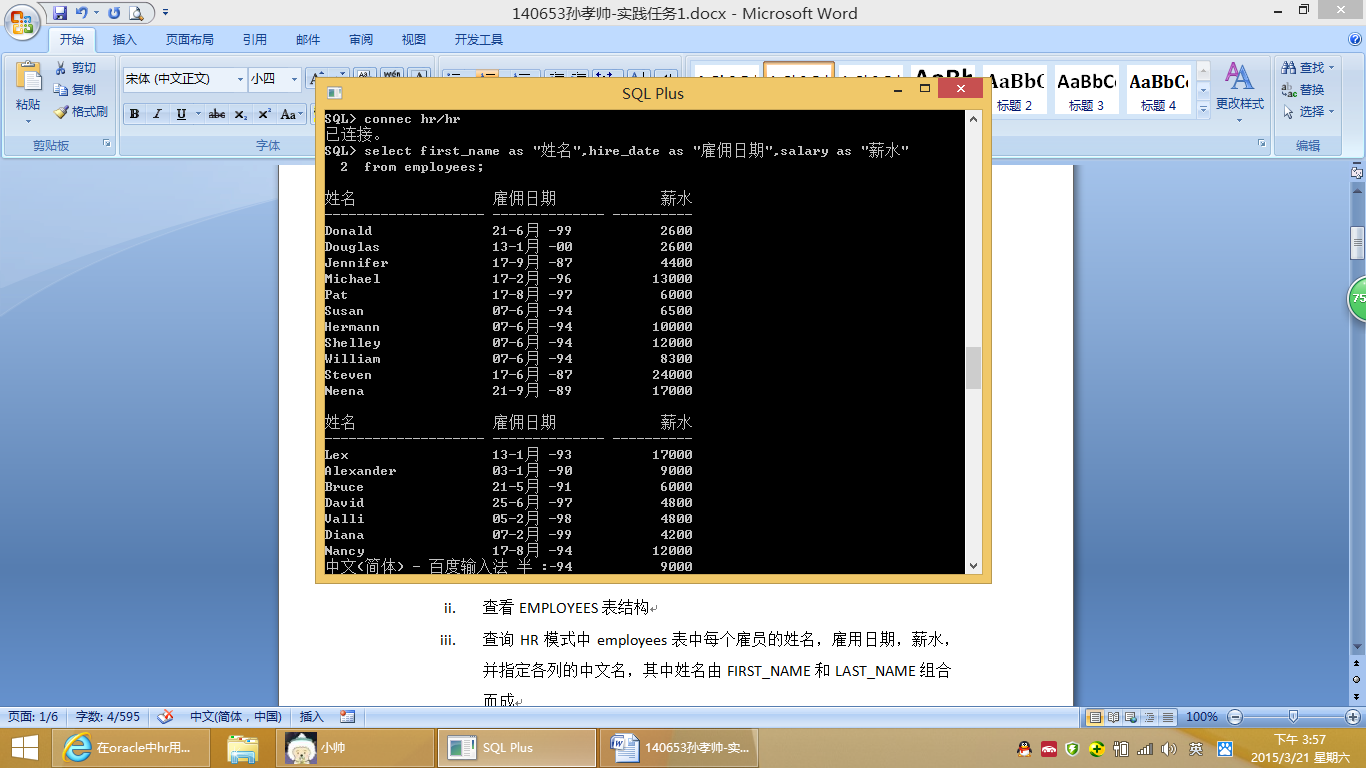 140653孙孝帅-实践任务1.docx - Microsoft Word
开始 插入 页面布局 引用 邮件 审阅 视图 开发工具
粘贴 剪切 复制 格式刷
宋体 (中文正文) 小四
B I U abc x₂ x² Aa
标题 2 标题 3 标题 4
更改样式
查找 替换 选择
剪贴板 字体 编辑
SQL Plus
SQL> connec hr/hr
已连接。
SQL> select first_name as "姓名",hire_date as "雇佣日期",salary as "薪水"
2 from employees;
姓名 雇佣日期 薪水
-------------------- -------------- ----------
Donald 21-6月 -99 2600
Douglas 13-1月 -00 2600
Jennifer 17-9月 -87 4400
Michael 17-2月 -96 13000
Pat 17-8月 -97 6000
Susan 07-6月 -94 6500
Hermann 07-6月 -94 10000
Shelley 07-6月 -94 12000
William 07-6月 -94 8300
Steven 17-6月 -87 24000
Neena 21-9月 -89 17000
姓名 雇佣日期 薪水
-------------------- -------------- ----------
Lex 13-1月 -93 17000
Alexander 03-1月 -90 9000
Bruce 21-5月 -91 6000
David 25-6月 -97 4800
Valli 05-2月 -98 4800
Diana 07-2月 -99 4200
Nancy 17-8月 -94 12000
中文(简体) - 百度输入法 半 :-94 9000
75
ii. 查看 EMPLOYEES 表结构
iii. 查询 HR 模式中 employees 表中每个雇员的姓名，雇用日期，薪水，
并指定各列的中文名，其中姓名由 FIRST_NAME 和 LAST_NAME 组合
而成
页面: 1/6 字数: 4/595 中文(简体，中国) 插入 100%
在oracle中hr用... 小帅 SQL Plus 140653孙孝帅-实... 英 下午 3:57
2015/3/21 星期六